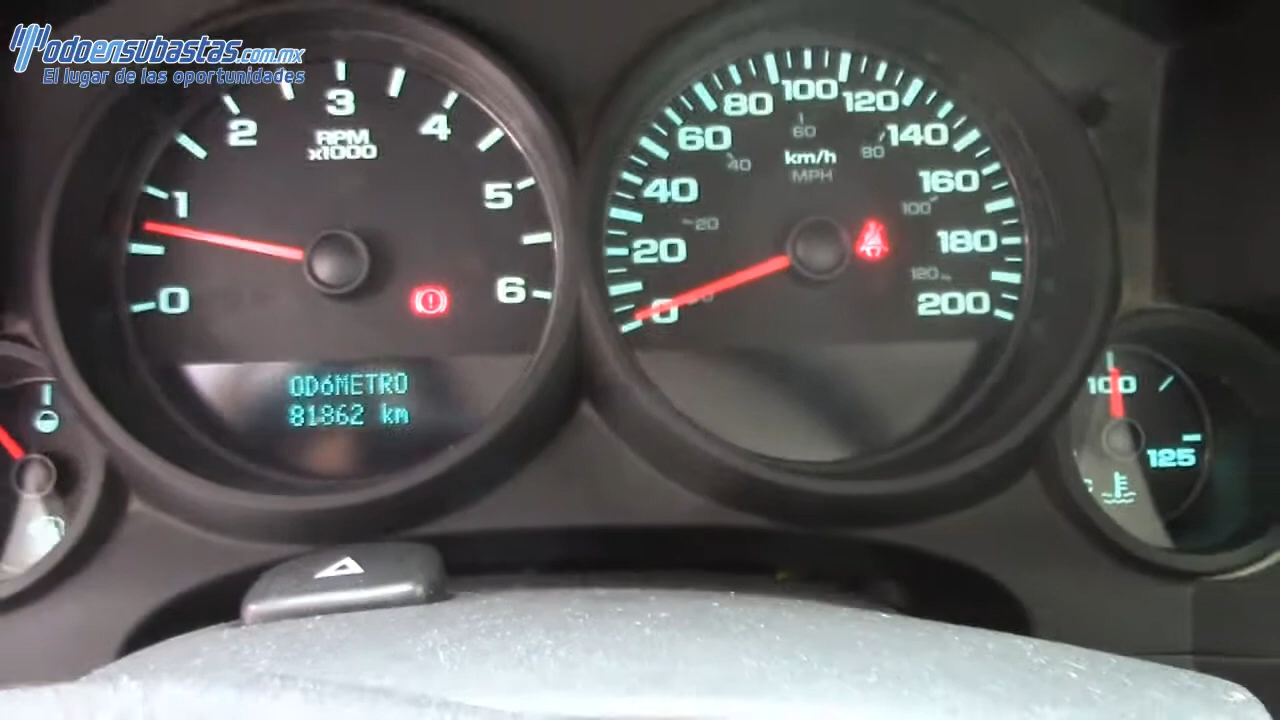 Modoensubastas.com.mx
El lugar de las oportunidades
0 1 2 3 4 5 6
RPM
x1000
ODÓMETRO
81862 km
0 20 40 60 80 100 120 140 160 180 200
20 40 60 80 100 120
km/h
MPH
100
125